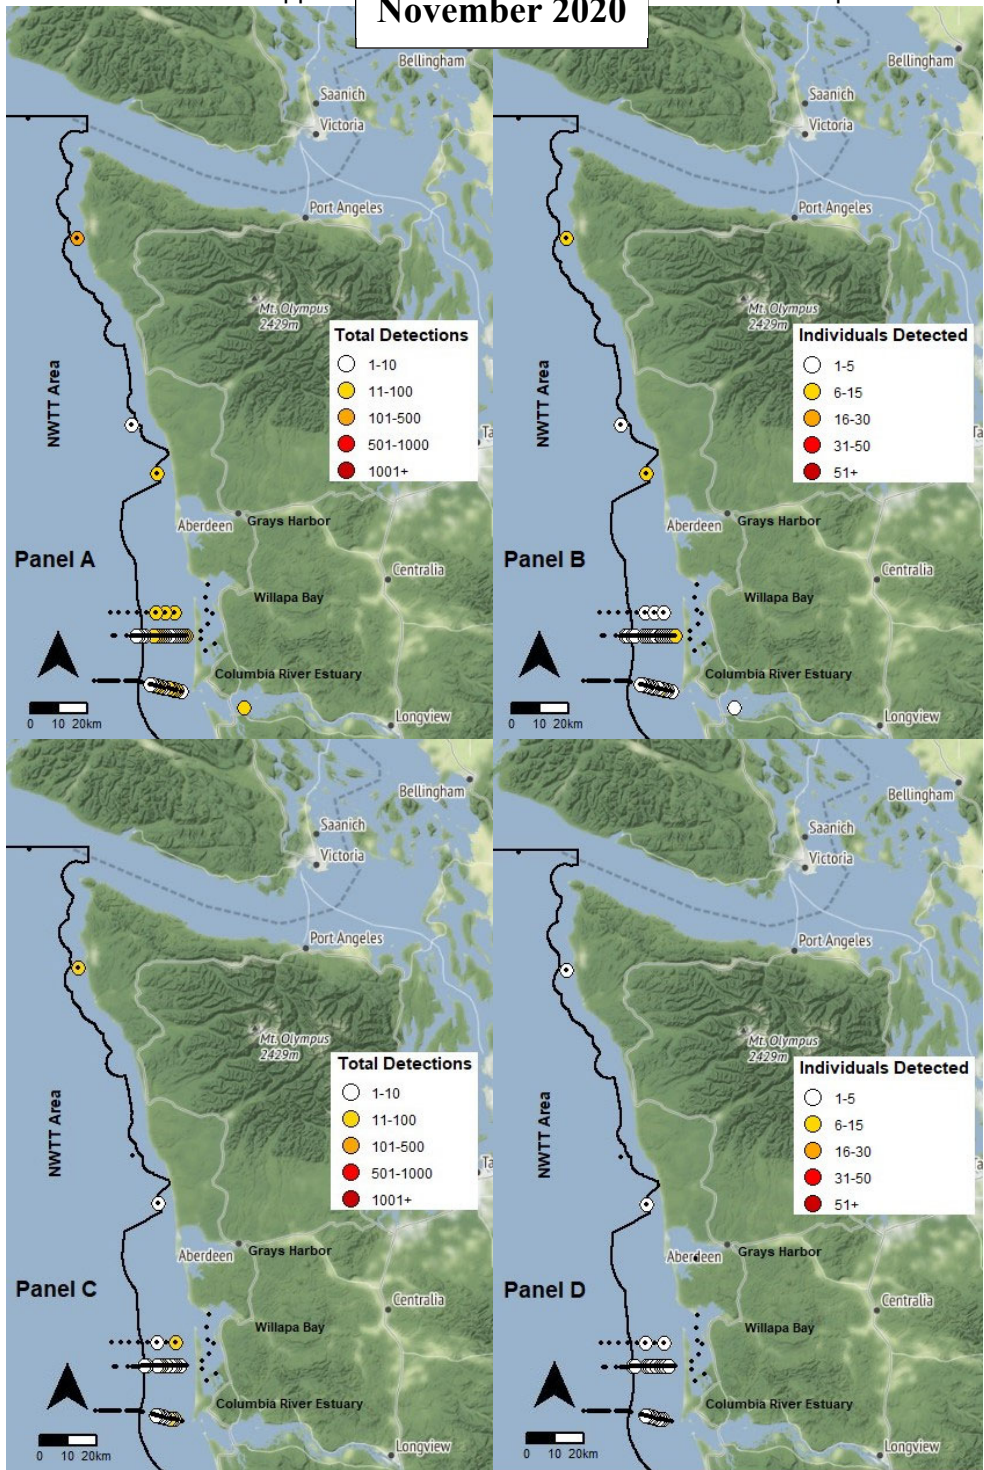 November 2020
Bellingham
Saanich
Victoria
Port Angeles
Mt. Olympus
2429m
NWTT Area
Total Detections
1-10
11-100
101-500
501-1000
1001+
Ta
Aberdeen
Grays Harbor
Panel A
Centralia
Willapa Bay
Columbia River Estuary
0 10 20km
Longview
Bellingham
Saanich
Victoria
Port Angeles
Mt. Olympus
2429m
NWTT Area
Individuals Detected
1-5
6-15
16-30
31-50
51+
Ta
Aberdeen
Grays Harbor
Panel B
Centralia
Willapa Bay
Columbia River Estuary
0 10 20km
Longview
Bellingham
Saanich
Victoria
Port Angeles
Mt. Olympus
2429m
NWTT Area
Total Detections
1-10
11-100
101-500
501-1000
1001+
Ta
Aberdeen
Grays Harbor
Panel C
Centralia
Willapa Bay
Columbia River Estuary
0 10 20km
Longview
Bellingham
Saanich
Victoria
Port Angeles
Mt. Olympus
2429m
NWTT Area
Individuals Detected
1-5
6-15
16-30
31-50
51+
Ta
Aberdeen
Grays Harbor
Panel D
Centralia
Willapa Bay
Columbia River Estuary
0 10 20km
Longview